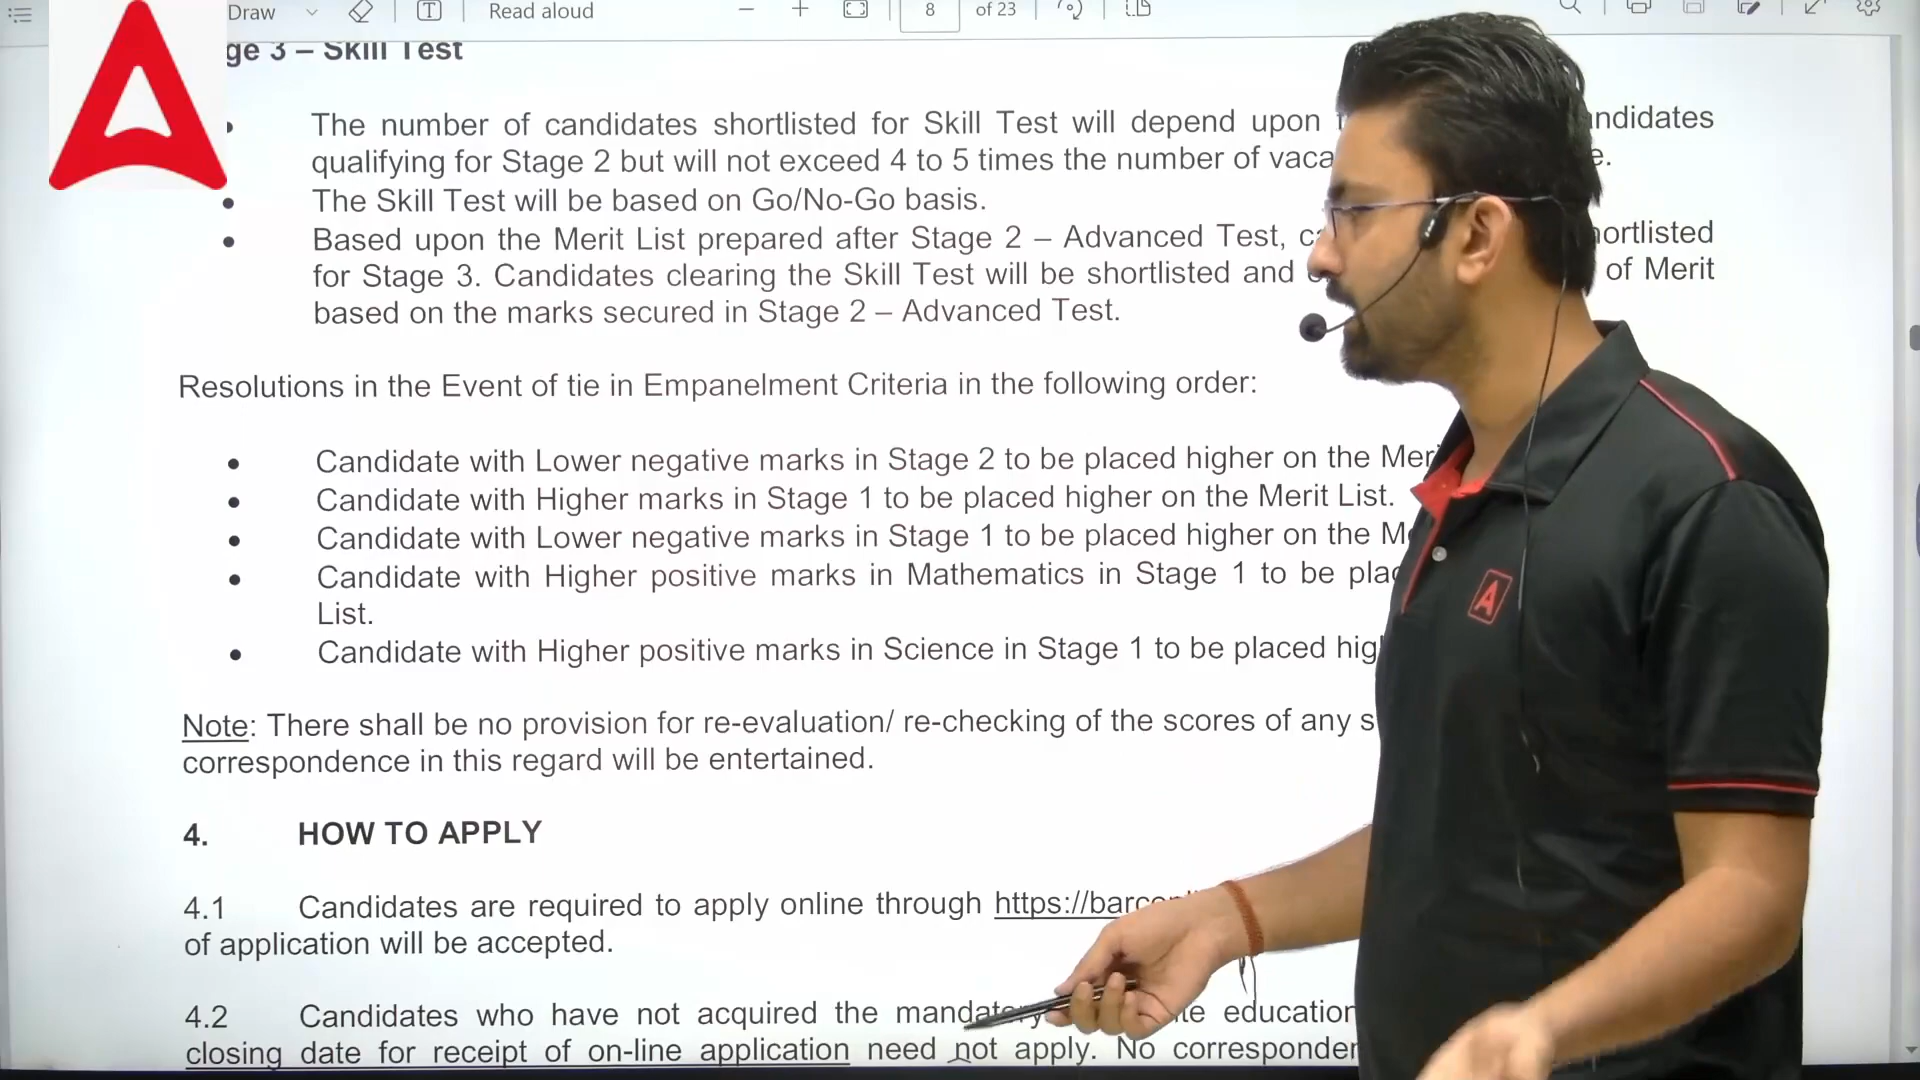 Draw Read aloud 8 of 23
ge 3 – Skill Test
The number of candidates shortlisted for Skill Test will depend upon
qualifying for Stage 2 but will not exceed 4 to 5 times the number of
• The Skill Test will be based on Go/No-Go basis.
• Based upon the Merit List prepared after Stage 2 – Advanced Test,
for Stage 3. Candidates clearing the Skill Test will be shortlisted and of Merit
based on the marks secured in Stage 2 – Advanced Test.
Resolutions in the Event of tie in Empanelment Criteria in the following order:
• Candidate with Lower negative marks in Stage 2 to be placed higher on the
• Candidate with Higher marks in Stage 1 to be placed higher on the Merit List.
• Candidate with Lower negative marks in Stage 1 to be placed higher on the
• Candidate with Higher positive marks in Mathematics in Stage 1 to be
List.
• Candidate with Higher positive marks in Science in Stage 1 to be placed
Note: There shall be no provision for re-evaluation/ re-checking of the scores of any
correspondence in this regard will be entertained.
4. HOW TO APPLY
4.1 Candidates are required to apply online through https://barc
of application will be accepted.
4.2 Candidates who have not acquired the education
closing date for receipt of on-line application need not apply. No